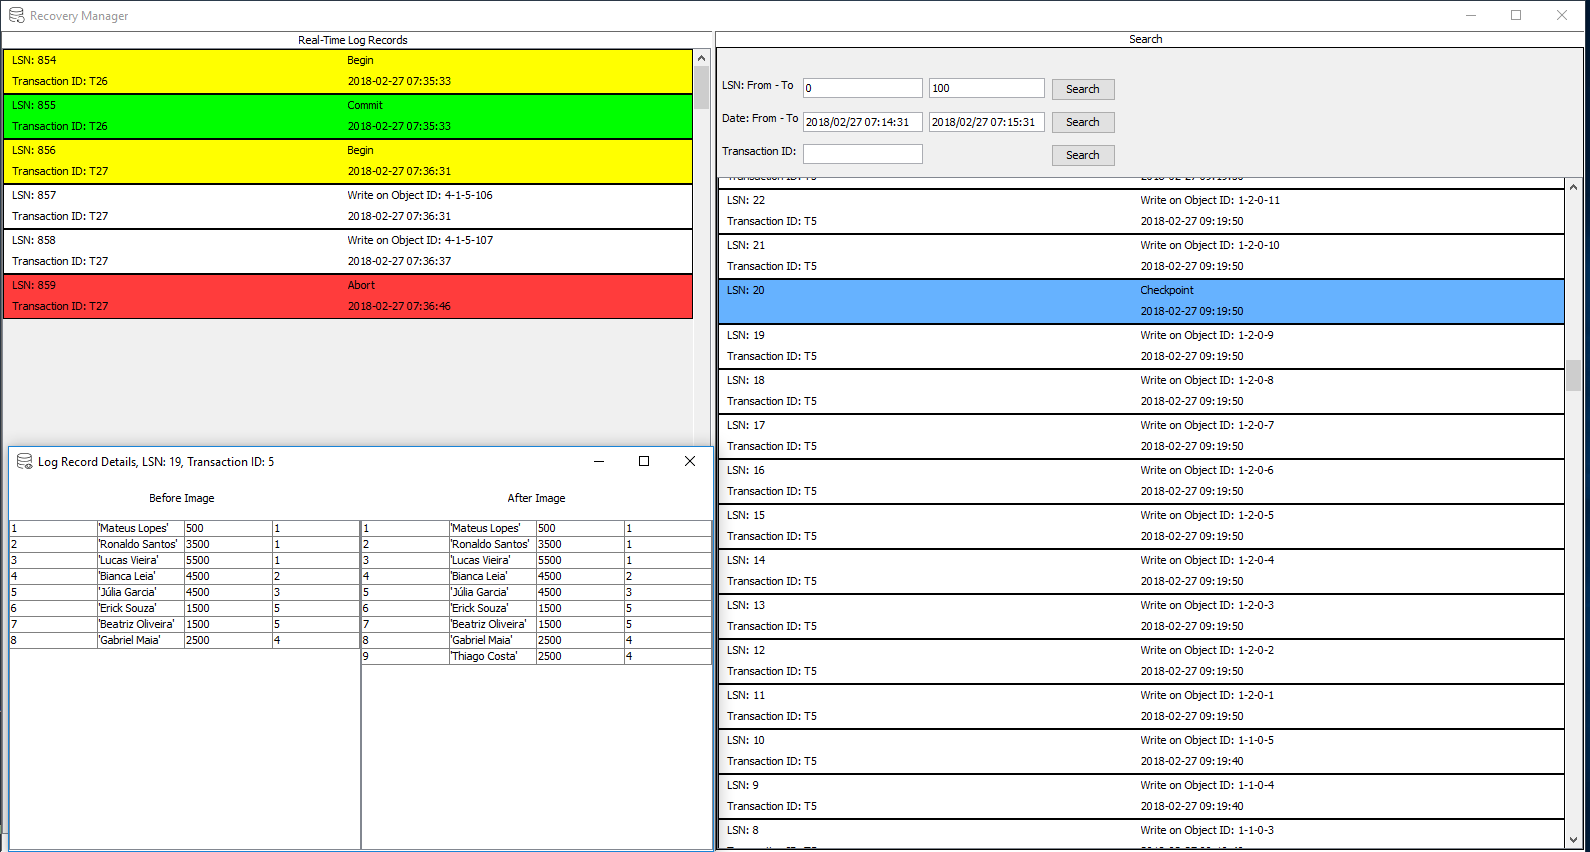 Recovery Manager
Real-Time Log Records
LSN: 854 Begin
Transaction ID: T26 2018-02-27 07:35:33
LSN: 855 Commit
Transaction ID: T26 2018-02-27 07:35:33
LSN: 856 Begin
Transaction ID: T27 2018-02-27 07:36:31
LSN: 857 Write on Object ID: 4-1-5-106
Transaction ID: T27 2018-02-27 07:36:31
LSN: 858 Write on Object ID: 4-1-5-107
Transaction ID: T27 2018-02-27 07:36:37
LSN: 859 Abort
Transaction ID: T27 2018-02-27 07:36:46
Search
LSN: From - To 0 100 Search
Date: From - To 2018/02/27 07:14:31 2018/02/27 07:15:31 Search
Transaction ID: Search
Transaction ID: T5 2018-02-27 09:19:50
LSN: 22 Write on Object ID: 1-2-0-11
Transaction ID: T5 2018-02-27 09:19:50
LSN: 21 Write on Object ID: 1-2-0-10
Transaction ID: T5 2018-02-27 09:19:50
LSN: 20 Checkpoint
2018-02-27 09:19:50
LSN: 19 Write on Object ID: 1-2-0-9
Transaction ID: T5 2018-02-27 09:19:50
LSN: 18 Write on Object ID: 1-2-0-8
Transaction ID: T5 2018-02-27 09:19:50
LSN: 17 Write on Object ID: 1-2-0-7
Transaction ID: T5 2018-02-27 09:19:50
LSN: 16 Write on Object ID: 1-2-0-6
Transaction ID: T5 2018-02-27 09:19:50
LSN: 15 Write on Object ID: 1-2-0-5
Transaction ID: T5 2018-02-27 09:19:50
LSN: 14 Write on Object ID: 1-2-0-4
Transaction ID: T5 2018-02-27 09:19:50
LSN: 13 Write on Object ID: 1-2-0-3
Transaction ID: T5 2018-02-27 09:19:50
LSN: 12 Write on Object ID: 1-2-0-2
Transaction ID: T5 2018-02-27 09:19:50
LSN: 11 Write on Object ID: 1-2-0-1
Transaction ID: T5 2018-02-27 09:19:50
LSN: 10 Write on Object ID: 1-1-0-5
Transaction ID: T5 2018-02-27 09:19:40
LSN: 9 Write on Object ID: 1-1-0-4
Transaction ID: T5 2018-02-27 09:19:40
LSN: 8 Write on Object ID: 1-1-0-3
Log Record Details, LSN: 19, Transaction ID: 5
Before Image
1 'Mateus Lopes' 500 1
2 'Ronaldo Santos' 3500 1
3 'Lucas Vieira' 5500 1
4 'Bianca Leia' 4500 2
5 'Júlia Garcia' 4500 3
6 'Erick Souza' 1500 5
7 'Beatriz Oliveira' 1500 5
8 'Gabriel Maia' 2500 4
After Image
1 'Mateus Lopes' 500 1
2 'Ronaldo Santos' 3500 1
3 'Lucas Vieira' 5500 1
4 'Bianca Leia' 4500 2
5 'Júlia Garcia' 4500 3
6 'Erick Souza' 1500 5
7 'Beatriz Oliveira' 1500 5
8 'Gabriel Maia' 2500 4
9 'Thiago Costa' 2500 4